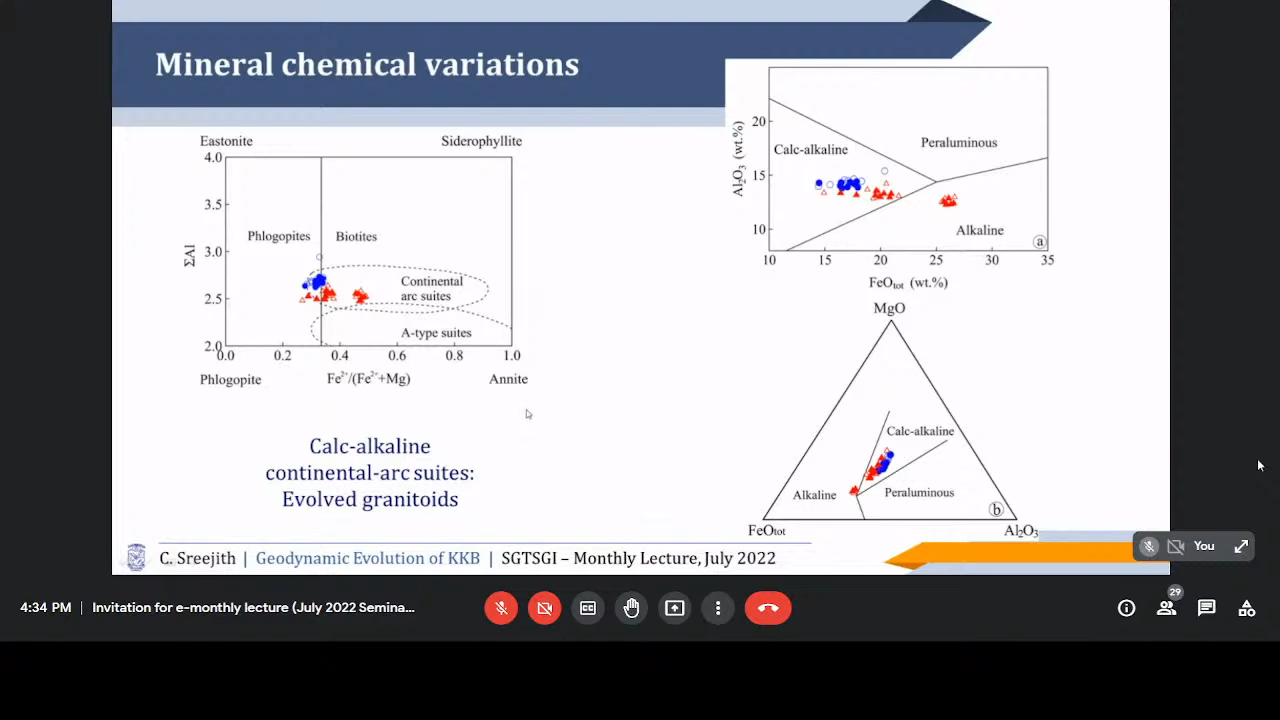 Mineral chemical variations
Eastonite
Siderophyllite
4.0
3.5
3.0
2.5
2.0
ΣAl
Phlogopites
Biotites
Continental
arc suites
A-type suites
0.0
0.2
0.4
0.6
0.8
1.0
Phlogopite
Fe²⁺/(Fe²⁺+Mg)
Annite
20
15
10
Al₂O₃ (wt.%)
Calc-alkaline
Peraluminous
Alkaline
a
10
15
20
25
30
35
FeOtot (wt.%)
MgO
Calc-alkaline
Alkaline
Peraluminous
b
FeOtot
Al₂O₃
Calc-alkaline
continental-arc suites:
Evolved granitoids
C. Sreejith | Geodynamic Evolution of KKB | SGTSGI – Monthly Lecture, July 2022
You
4:34 PM | Invitation for e-monthly lecture (July 2022 Semina...
29